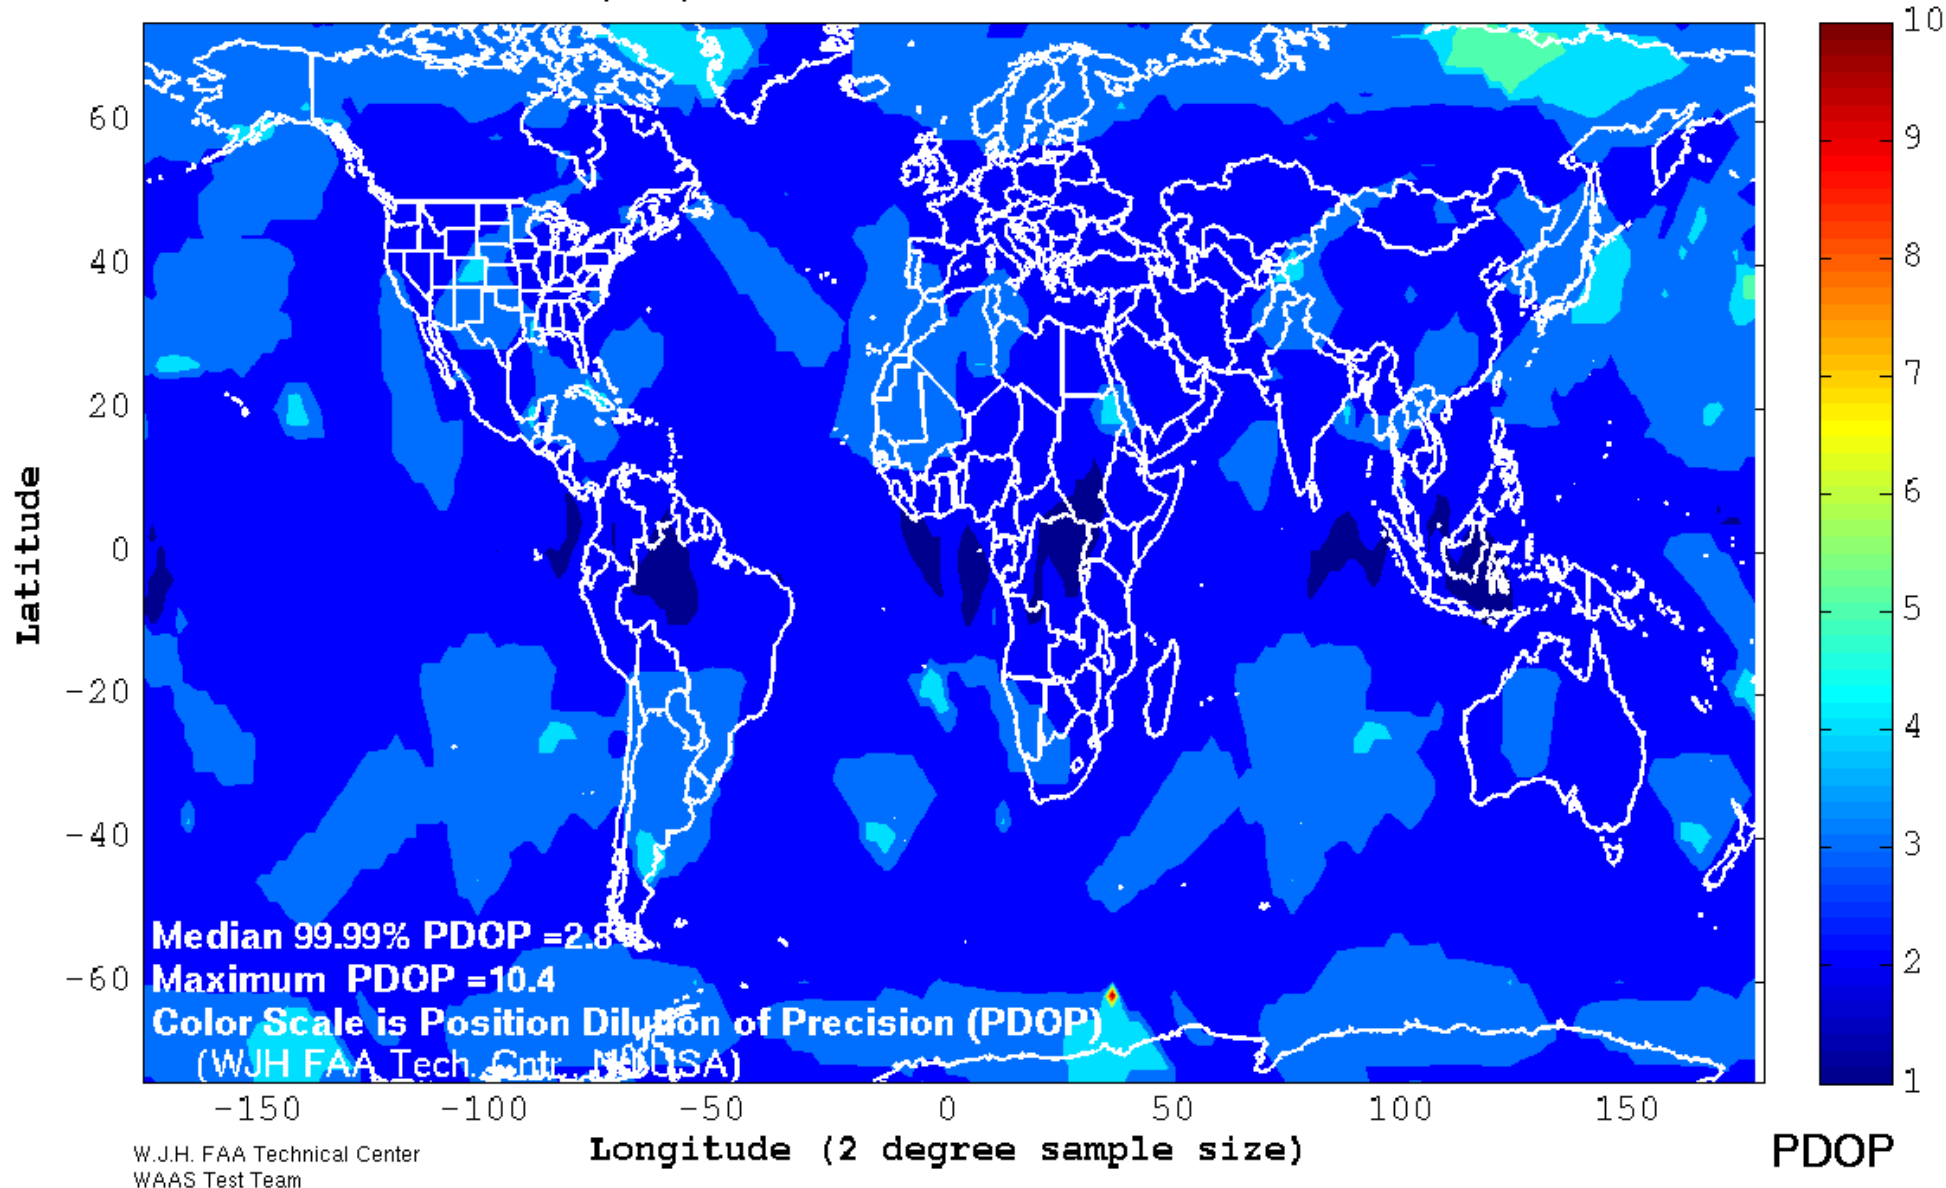 10
60
9
8
40
7
20
6
Latitude
0
5
-20
4
-40
3
Median 99.99% PDOP =2.8
-60
2
Maximum PDOP =10.4
Color Scale is Position Dilution of Precision (PDOP)
(WJH FAA Tech. Cntr., NJ USA)
1
-150 -100 -50 0 50 100 150
Longitude (2 degree sample size)
PDOP
W.J.H. FAA Technical Center
WAAS Test Team